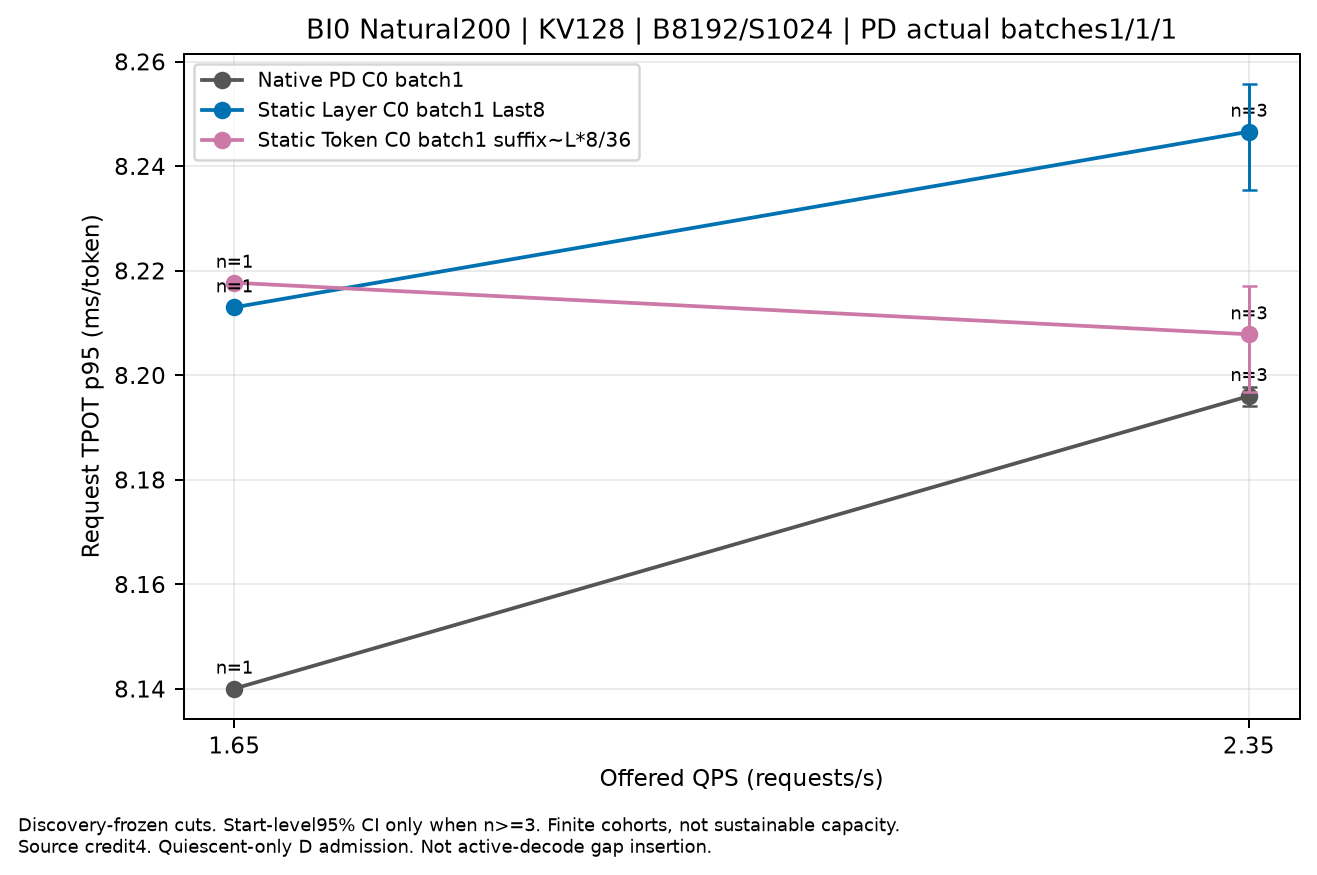 BI0 Natural200 | KV128 | B8192/S1024 | PD actual batches1/1/1
Native PD C0 batch1
Static Layer C0 batch1 Last8
Static Token C0 batch1 suffix~L*8/36
Request TPOT p95 (ms/token)
8.26
8.24
8.22
8.20
8.18
8.16
8.14
n=3
n=1
n=1
n=3
n=3
n=1
1.65
2.35
Offered QPS (requests/s)
Discovery-frozen cuts. Start-level95% CI only when n>=3. Finite cohorts, not sustainable capacity.
Source credit4. Quiescent-only D admission. Not active-decode gap insertion.